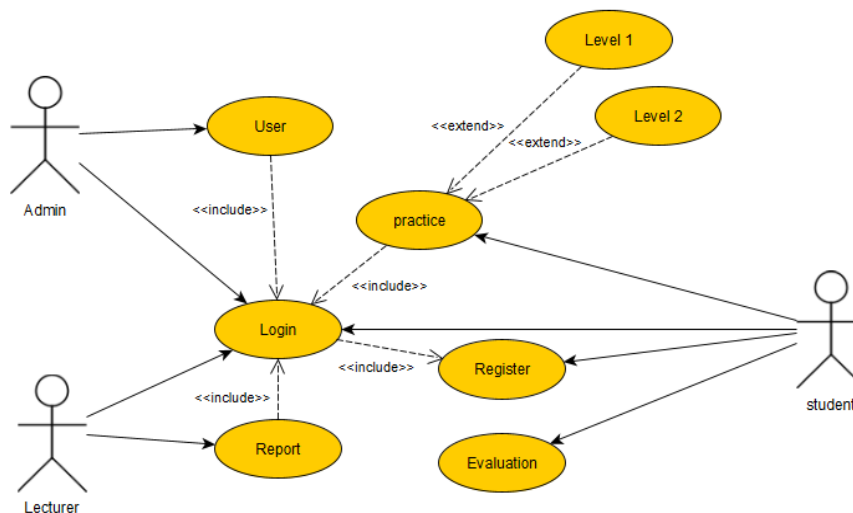 Level 1
Level 2
<<extend>>
<<extend>>
User
Admin
<<include>>
practice
<<include>>
Login
<<include>>
Register
student
<<include>>
Report
Evaluation
Lecturer